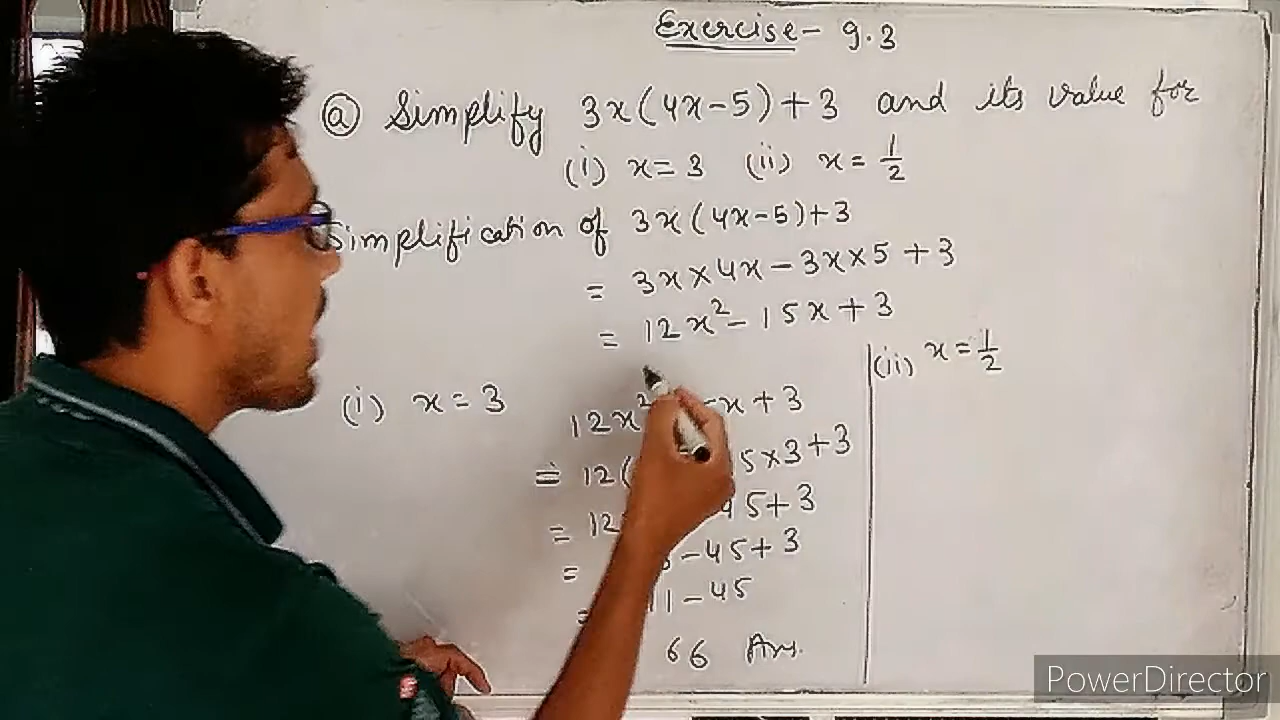 Exercise - 9.3
(a) Simplify 3x(4x-5)+3 and its value for
(i) x=3 (ii) x=1/2
Simplification of 3x(4x-5)+3
= 3x×4x-3x×5+3
= 12x²-15x+3
(i) x=3
12x² x+3
= 12( 5×3+3
= 12 45+3
= -45+3
= 11-45
66 Ans.
(ii) x=1/2
PowerDirector